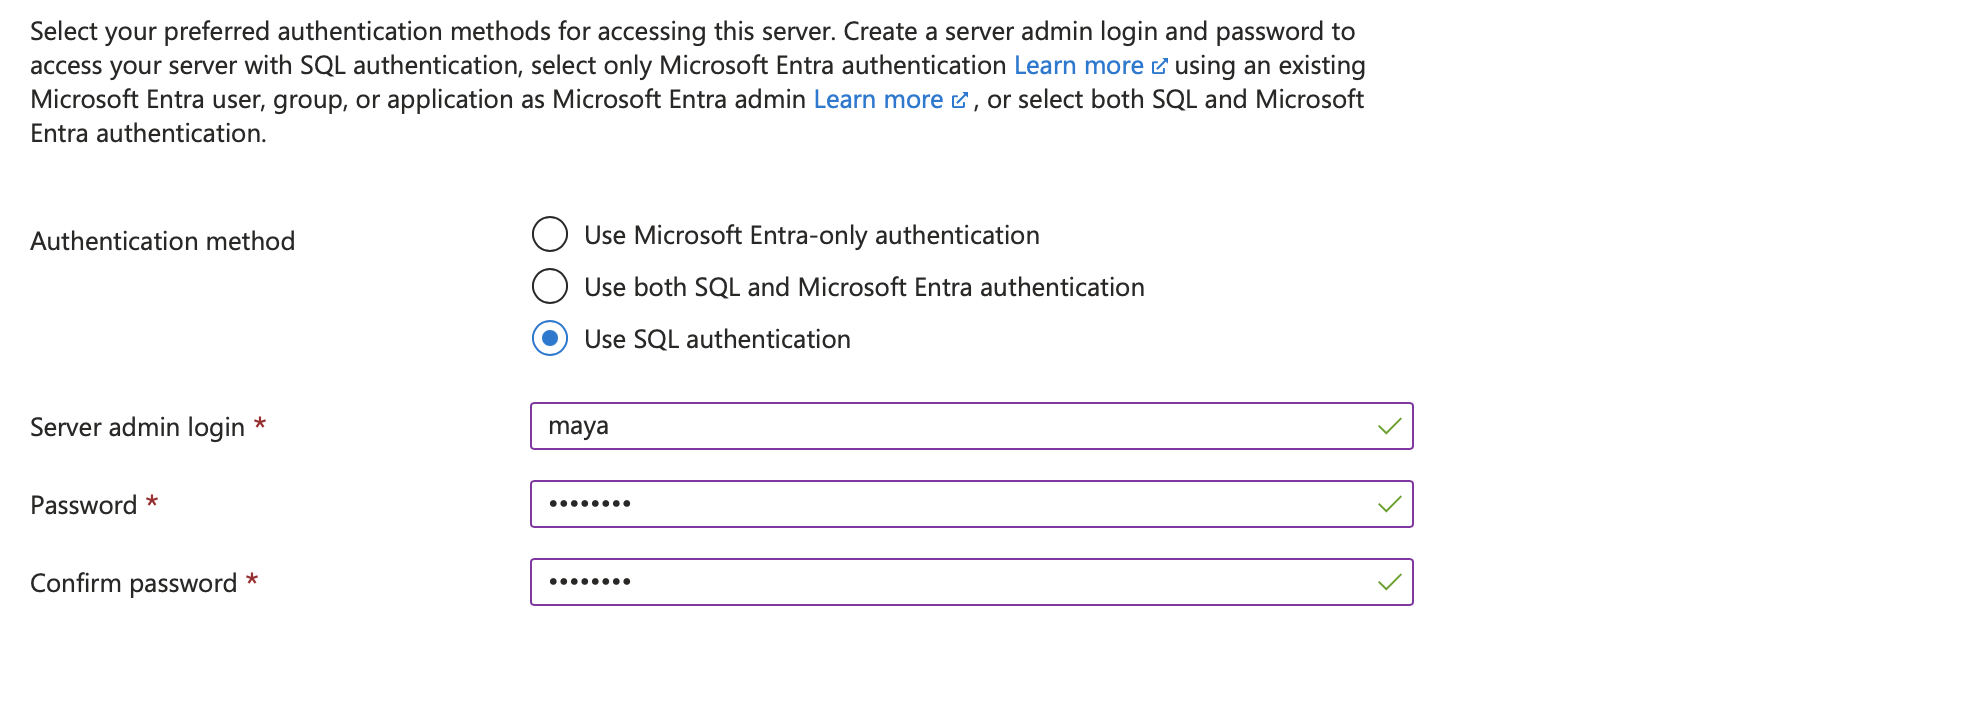 Select your preferred authentication methods for accessing this server. Create a server admin login and password to
access your server with SQL authentication, select only Microsoft Entra authentication Learn more using an existing
Microsoft Entra user, group, or application as Microsoft Entra admin Learn more , or select both SQL and Microsoft
Entra authentication.
Authentication method
Use Microsoft Entra-only authentication
Use both SQL and Microsoft Entra authentication
Use SQL authentication
Server admin login *
maya
Password *
••••••••
Confirm password *
••••••••